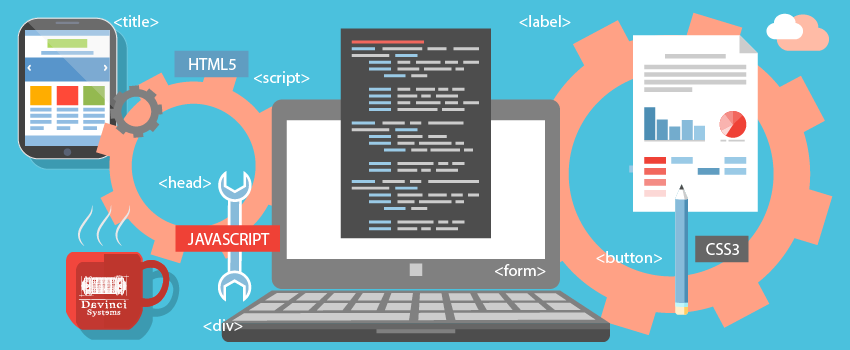 <title>
<label>
HTML5
<script>
<head>
JAVASCRIPT
CSS3
<button>
<form>
Davinci
Systems
<div>